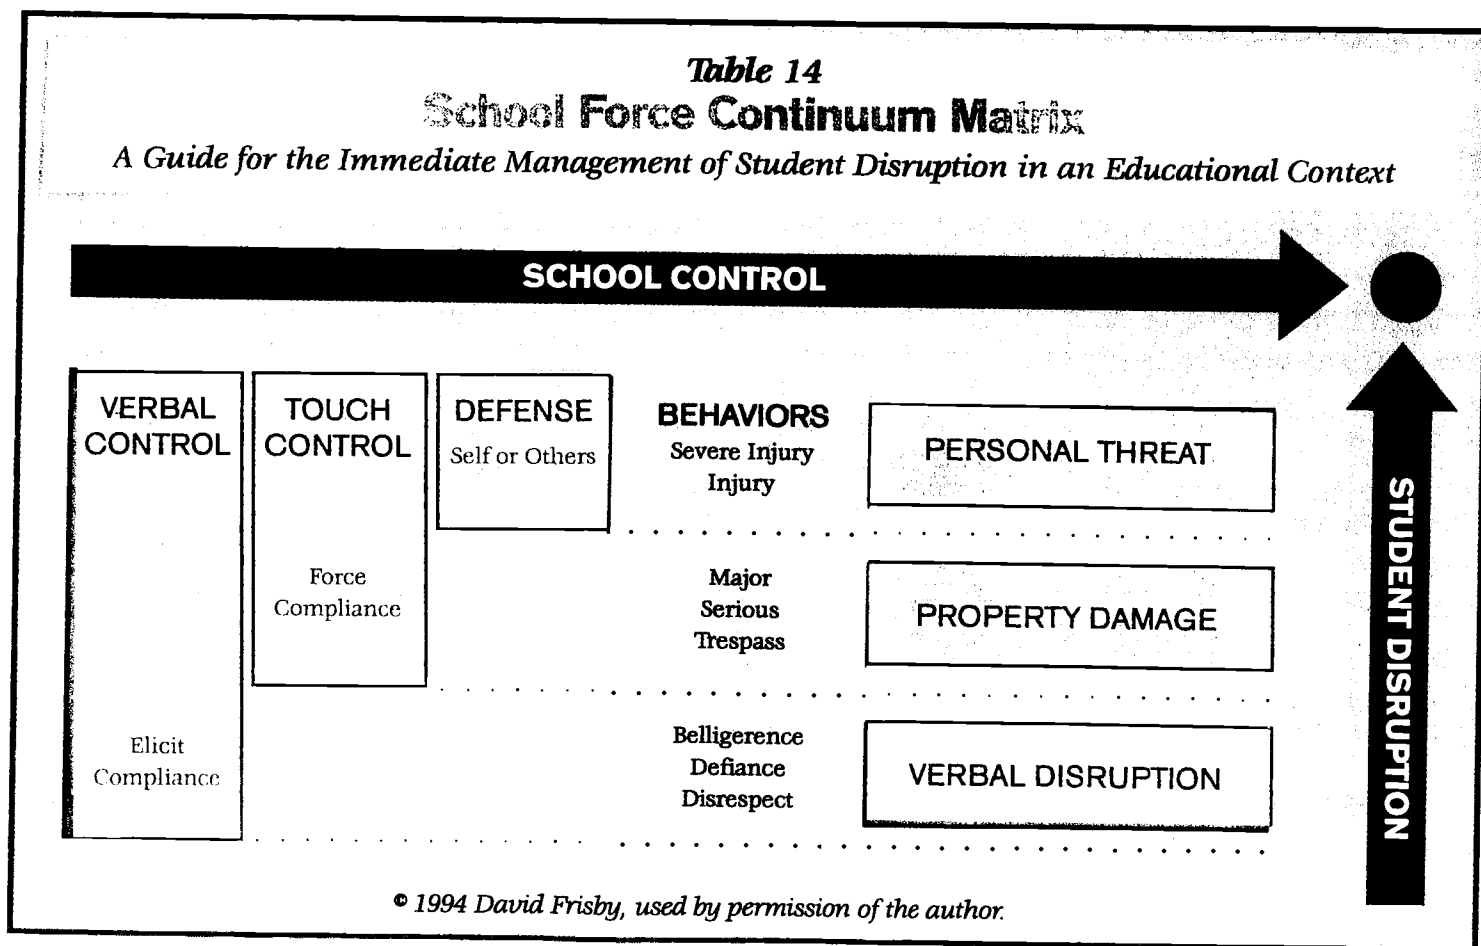 Table 14
School Force Continuum Matrix
A Guide for the Immediate Management of Student Disruption in an Educational Context
SCHOOL CONTROL
VERBAL
CONTROL
Elicit
Compliance
TOUCH
CONTROL
Force
Compliance
DEFENSE
Self or Others
BEHAVIORS
Severe Injury
Injury
PERSONAL THREAT
Major
Serious
Trespass
PROPERTY DAMAGE
Belligerence
Defiance
Disrespect
VERBAL DISRUPTION
STUDENT DISRUPTION
© 1994 David Frisby, used by permission of the author.